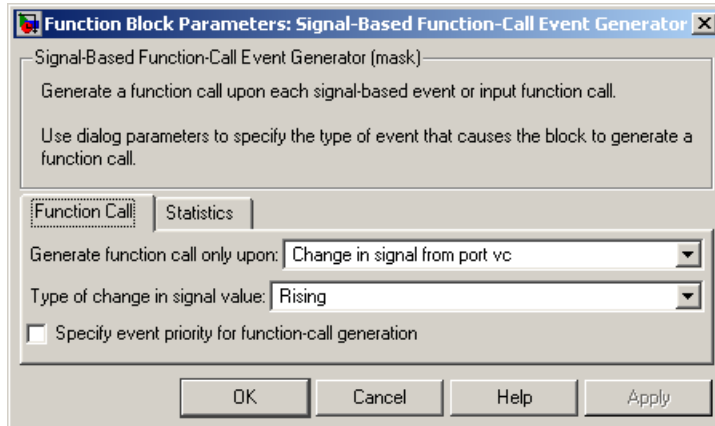 Function Block Parameters: Signal-Based Function-Call Event Generator
Signal-Based Function-Call Event Generator (mask)
Generate a function call upon each signal-based event or input function call.
Use dialog parameters to specify the type of event that causes the block to generate a
function call.
Function Call Statistics
Generate function call only upon: Change in signal from port vc
Type of change in signal value: Rising
Specify event priority for function-call generation
OK Cancel Help Apply